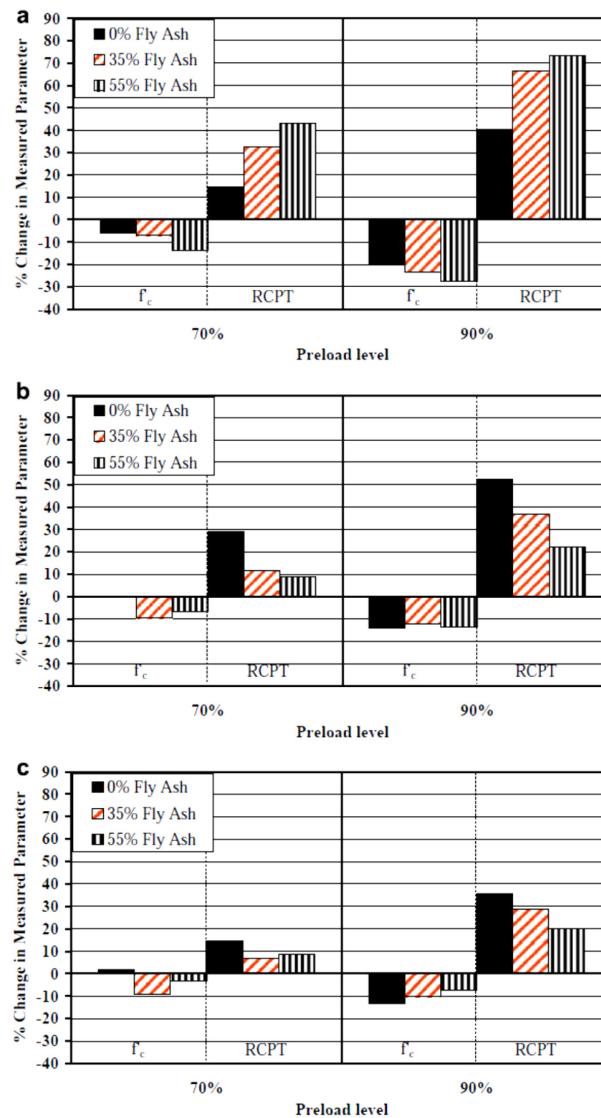 a
90
80
70
60
50
40
30
20
10
0
-10
-20
-30
-40
% Change in Measured Parameter
0% Fly Ash
35% Fly Ash
55% Fly Ash
f'c RCPT f'c RCPT
70% 90%
Preload level
b
90
80
70
60
50
40
30
20
10
0
-10
-20
-30
-40
% Change in Measured Parameter
0% Fly Ash
35% Fly Ash
55% Fly Ash
f'c RCPT f'c RCPT
70% 90%
Preload level
c
90
80
70
60
50
40
30
20
10
0
-10
-20
-30
-40
% Change in Measured Parameter
0% Fly Ash
35% Fly Ash
55% Fly Ash
f'c RCPT f'c RCPT
70% 90%
Preload level